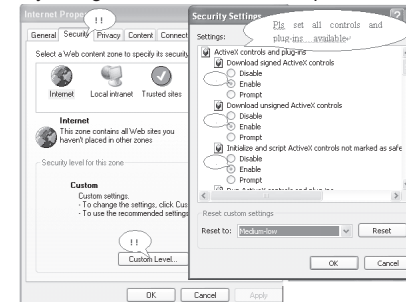 Internet Prope
! !
General Security Privacy Content Connect
Select a Web content zone to specify its security
Internet Local intranet Trusted sites
Internet
This zone contains all Web sites you
haven't placed in other zones
Security level for this zone
Custom
Custom settings.
- To change the settings, click Cus
- To use the recommended settings
! !
Custom Level...
OK Cancel Apply
Security Settings
?
Pls set all controls and
plug-ins available
Settings:
ActiveX controls and plug-ins
Download signed ActiveX controls
Disable
Enable
Prompt
Download unsigned ActiveX controls
Disable
Enable
Prompt
Initialize and script ActiveX controls not marked as safe
Disable
Enable
Prompt
Reset custom settings
Reset to: Medium-low Reset
OK Cancel